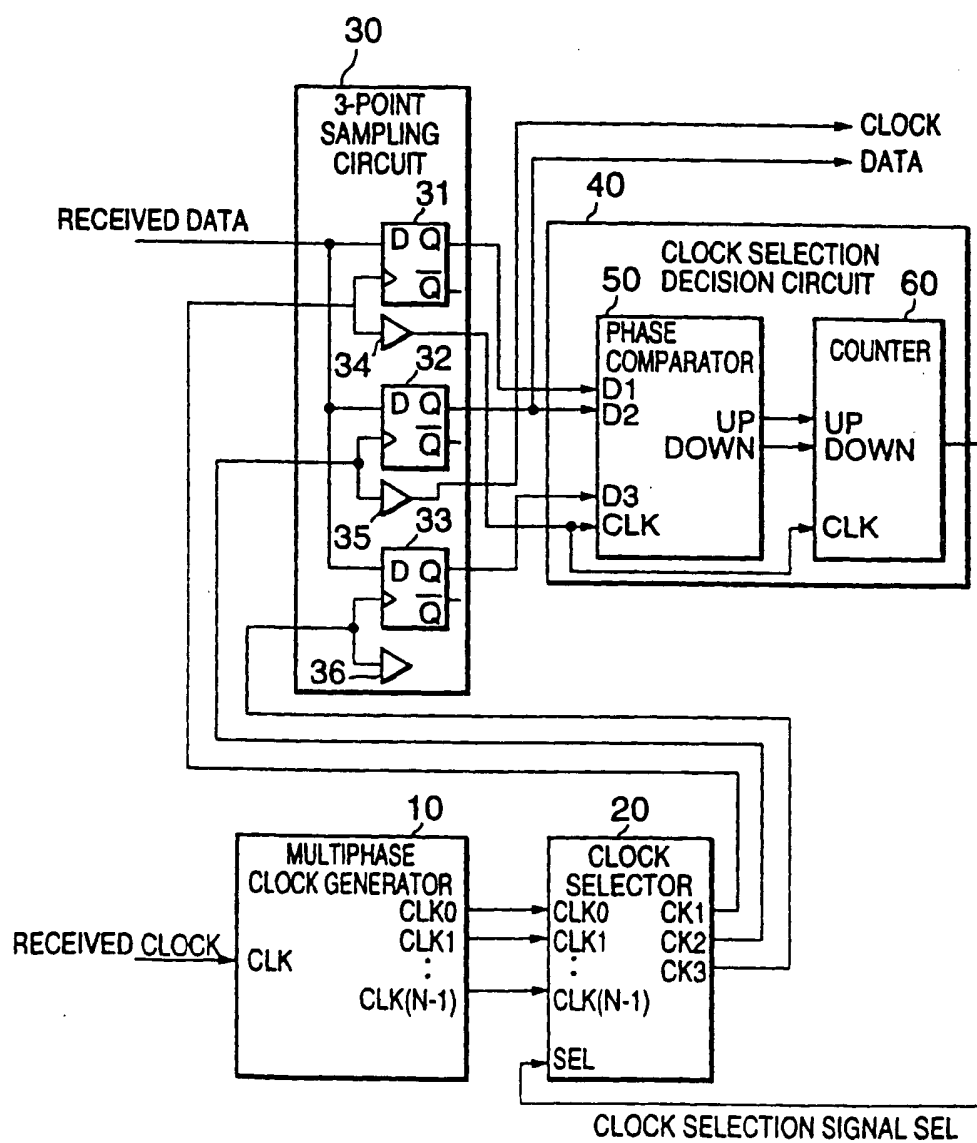 30
3-POINT
SAMPLING
CIRCUIT
CLOCK
DATA
31
40
RECEIVED DATA
D Q
Q
CLOCK SELECTION
DECISION CIRCUIT
50
60
34
32
PHASE
COMPARATOR
COUNTER
D1
D Q
D2
UP
UP
Q
DOWN
DOWN
35
33
D3
CLK
CLK
D Q
Q
36
10
20
MULTIPHASE
CLOCK GENERATOR
CLOCK
SELECTOR
CLK0
CLK0
CK1
CLK1
CLK1
CK2
RECEIVED CLOCK
CLK
CK3
CLK(N-1)
CLK(N-1)
SEL
CLOCK SELECTION SIGNAL SEL